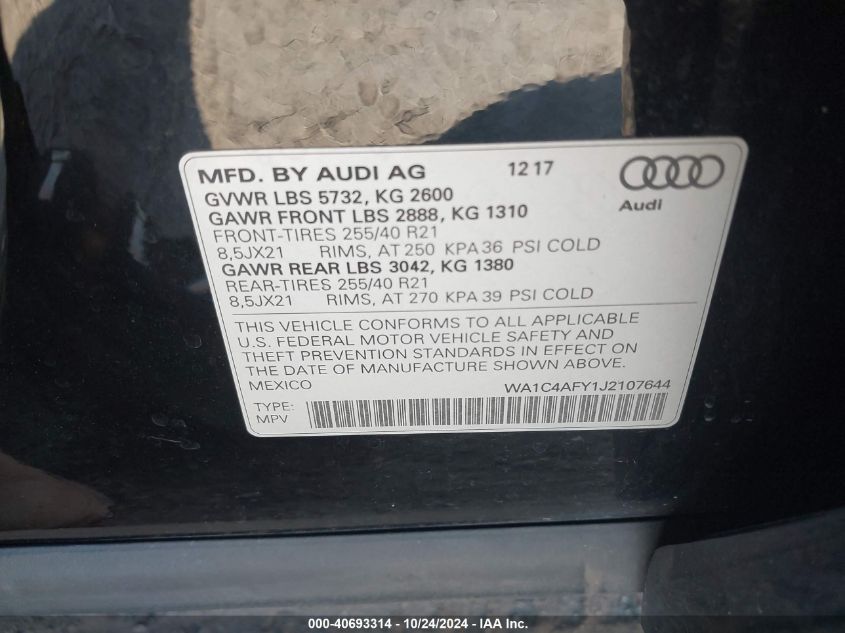 MFD. BY AUDI AG 12 17
GVWR LBS 5732, KG 2600
GAWR FRONT LBS 2888, KG 1310
FRONT-TIRES 255/40 R21
8,5JX21 RIMS, AT 250 KPA 36 PSI COLD
GAWR REAR LBS 3042, KG 1380
REAR-TIRES 255/40 R21
8,5JX21 RIMS, AT 270 KPA 39 PSI COLD
Audi
THIS VEHICLE CONFORMS TO ALL APPLICABLE
U.S. FEDERAL MOTOR VEHICLE SAFETY AND
THEFT PREVENTION STANDARDS IN EFFECT ON
THE DATE OF MANUFACTURE SHOWN ABOVE.
MEXICO WA1C4AFY1J2107644
TYPE:
MPV
000-40693314 - 10/24/2024 - IAA Inc.